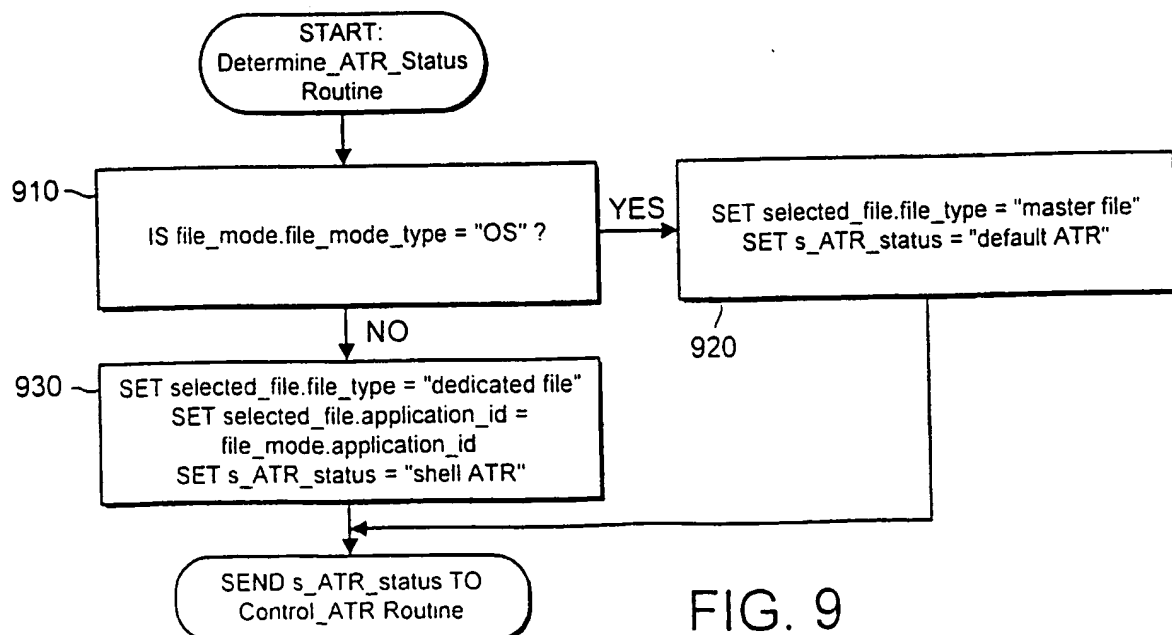 START:
Determine_ATR_Status
Routine
910
IS file_mode.file_mode_type = "OS" ?
YES
SET selected_file.file_type = "master file"
SET s_ATR_status = "default ATR"
920
NO
930
SET selected_file.file_type = "dedicated file"
SET selected_file.application_id =
file_mode.application_id
SET s_ATR_status = "shell ATR"
SEND s_ATR_status TO
Control_ATR Routine
FIG. 9